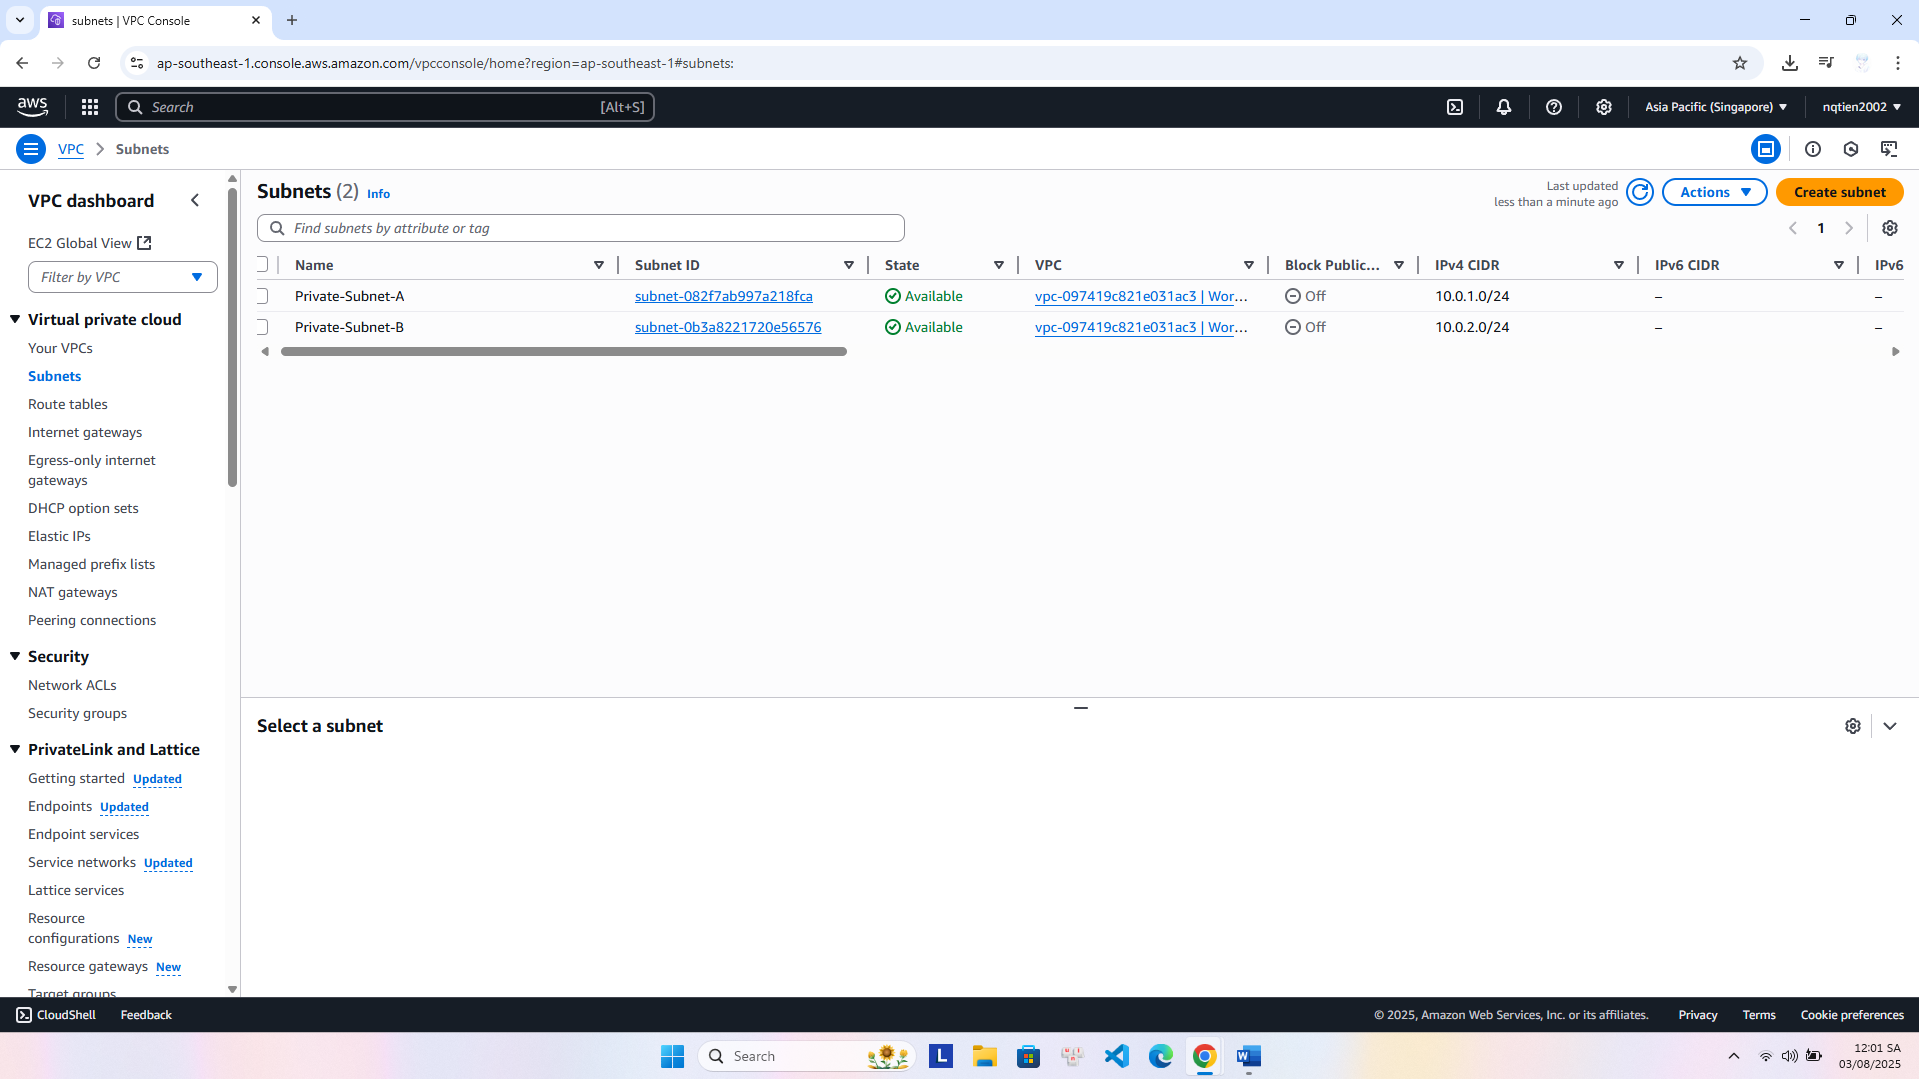 subnets | VPC Console
ap-southeast-1.console.aws.amazon.com/vpcconsole/home?region=ap-southeast-1#subnets:
aws
Search
[Alt+S]
Asia Pacific (Singapore)
nqtien2002
VPC
Subnets
VPC dashboard
EC2 Global View
Filter by VPC
Virtual private cloud
Your VPCs
Subnets
Route tables
Internet gateways
Egress-only internet
gateways
DHCP option sets
Elastic IPs
Managed prefix lists
NAT gateways
Peering connections
Security
Network ACLs
Security groups
PrivateLink and Lattice
Getting started Updated
Endpoints Updated
Endpoint services
Service networks Updated
Lattice services
Resource
configurations New
Resource gateways New
Target groups
Subnets (2) Info
Last updated
less than a minute ago
Actions
Create subnet
Find subnets by attribute or tag
1
Name Subnet ID State VPC Block Public... IPv4 CIDR IPv6 CIDR IPv6
Private-Subnet-A subnet-082f7ab997a218fca Available vpc-097419c821e031ac3 | Wor... Off 10.0.1.0/24 – –
Private-Subnet-B subnet-0b3a8221720e56576 Available vpc-097419c821e031ac3 | Wor... Off 10.0.2.0/24 – –
Select a subnet
CloudShell
Feedback
© 2025, Amazon Web Services, Inc. or its affiliates.
Privacy
Terms
Cookie preferences
Search
L
W
12:01 SA
03/08/2025